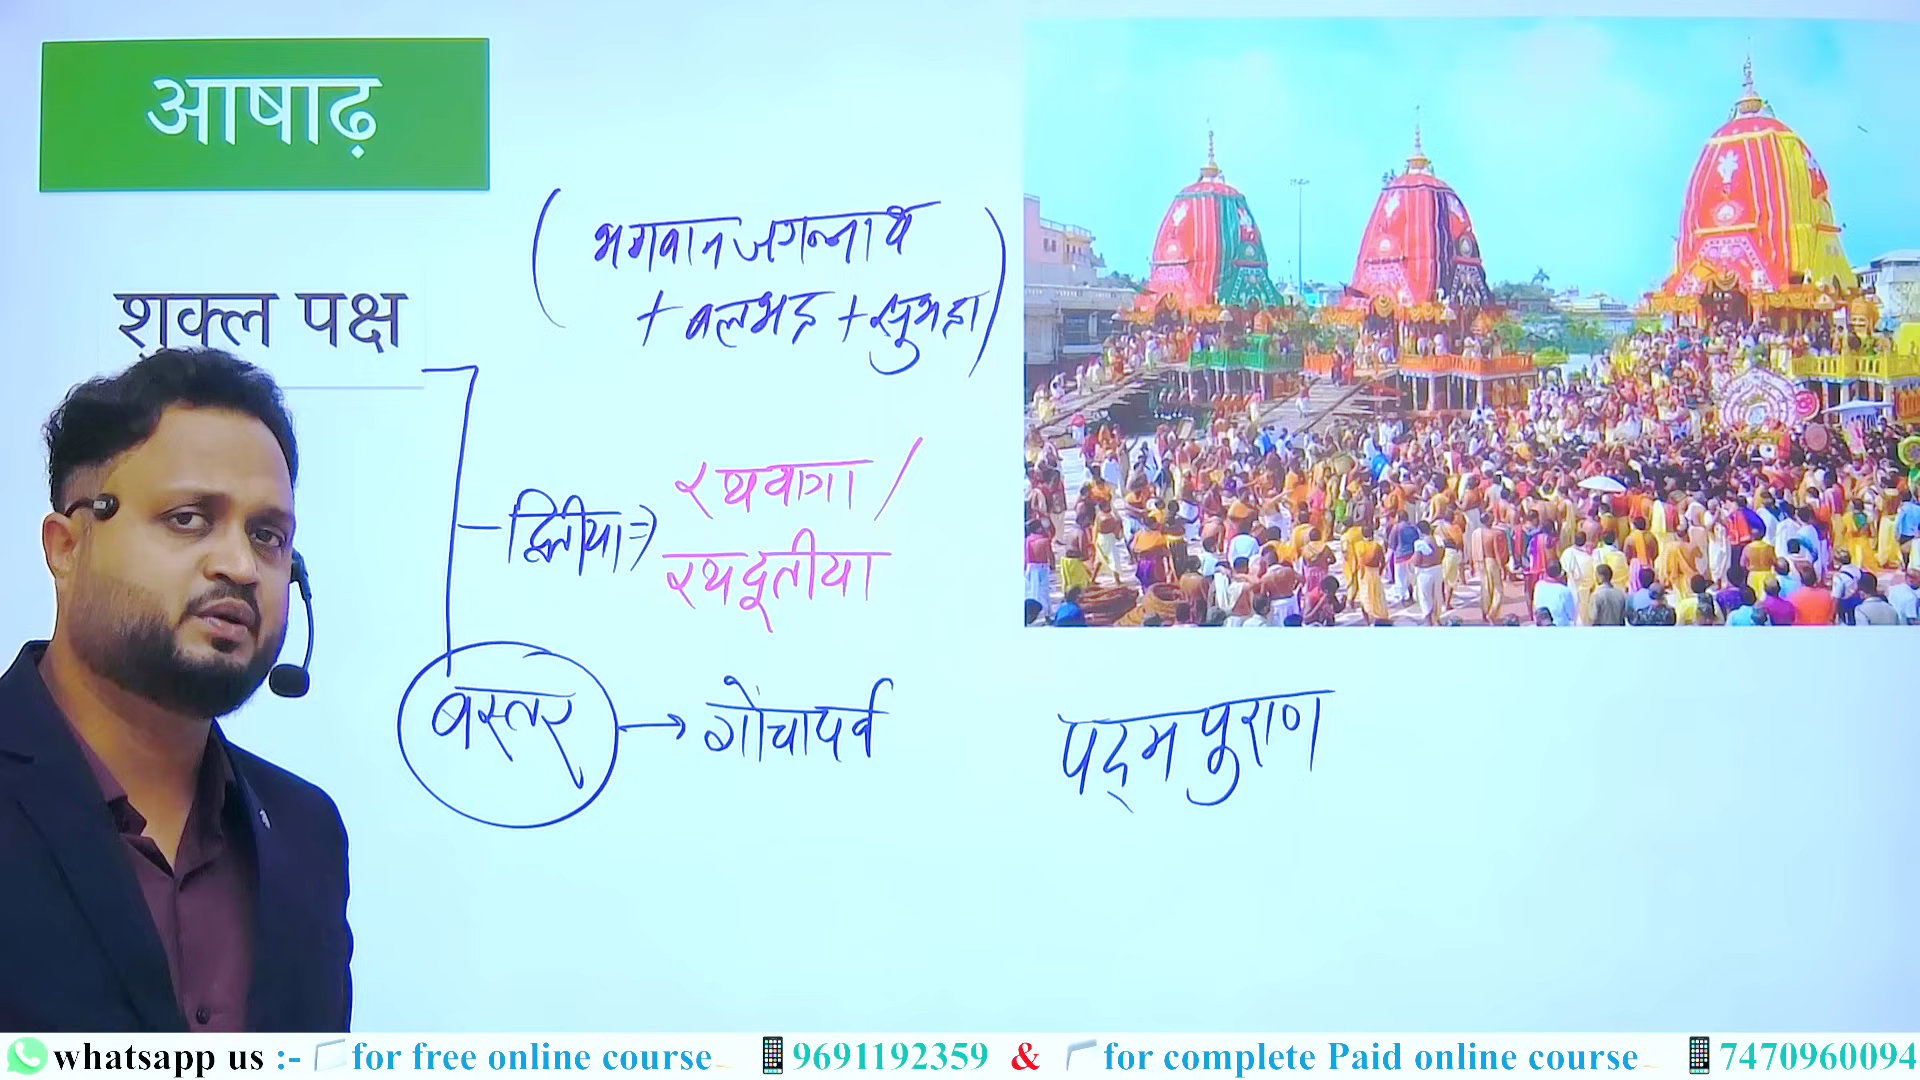 आषाढ़
शुक्ल पक्ष
(भगवान जगन्नाथ
+ बलभद्र + सुभद्रा)
द्वितीया ⇒ रथयात्रा /
रथदूतीया
बस्तर → गोंचा पर्व
पद्म पुराण
whatsapp us :- for free online course 9691192359 & for complete Paid online course 7470960094